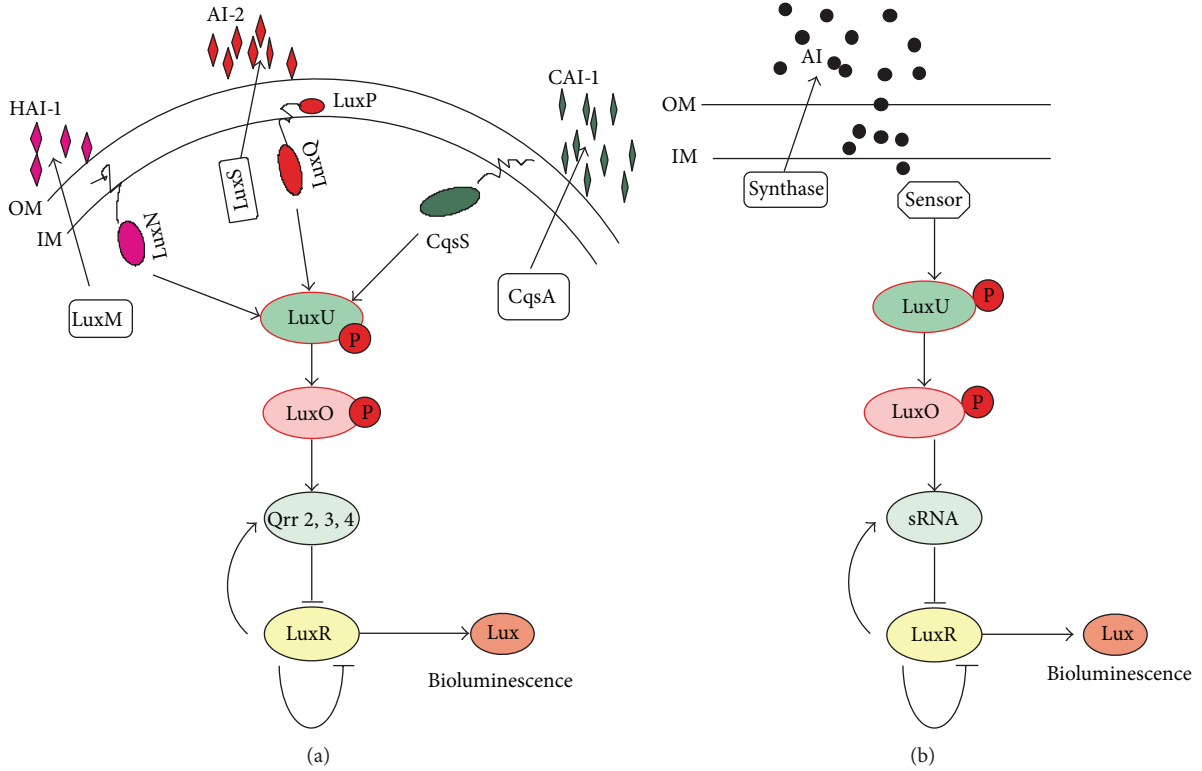 AI-2
CAI-1
LuxP
HAI-1
LuxQ
LuxS
OM
IM
LuxN
CqsS
LuxM
CqsA
LuxU
P
LuxO
P
Qrr 2, 3, 4
LuxR
Lux
Bioluminescence
(a)
AI
OM
IM
Synthase
Sensor
LuxU
P
LuxO
P
sRNA
LuxR
Lux
Bioluminescence
(b)